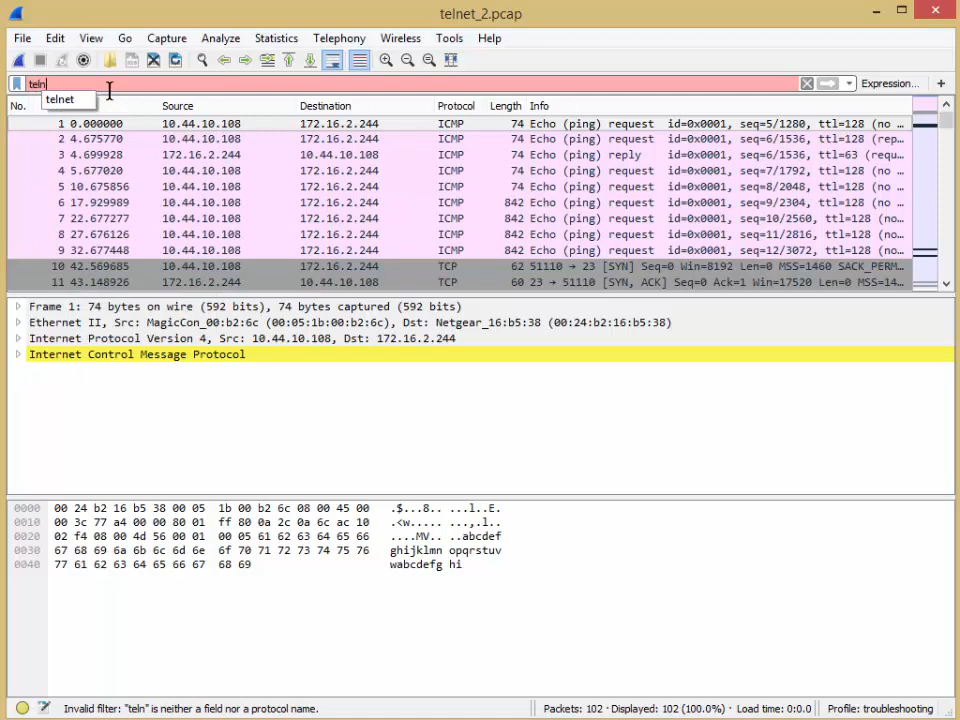 telnet_2.pcap
File Edit View Go Capture Analyze Statistics Telephony Wireless Tools Help
teln Expression... +
telnet
No. Source Destination Protocol Length Info
1 0.000000 10.44.10.108 172.16.2.244 ICMP 74 Echo (ping) request id=0x0001, seq=5/1280, ttl=128 (no …
2 4.675770 10.44.10.108 172.16.2.244 ICMP 74 Echo (ping) request id=0x0001, seq=6/1536, ttl=128 (rep…
3 4.699928 172.16.2.244 10.44.10.108 ICMP 74 Echo (ping) reply id=0x0001, seq=6/1536, ttl=63 (requ…
4 5.677020 10.44.10.108 172.16.2.244 ICMP 74 Echo (ping) request id=0x0001, seq=7/1792, ttl=128 (no …
5 10.675856 10.44.10.108 172.16.2.244 ICMP 74 Echo (ping) request id=0x0001, seq=8/2048, ttl=128 (no …
6 17.929989 10.44.10.108 172.16.2.244 ICMP 842 Echo (ping) request id=0x0001, seq=9/2304, ttl=128 (no …
7 22.677277 10.44.10.108 172.16.2.244 ICMP 842 Echo (ping) request id=0x0001, seq=10/2560, ttl=128 (no…
8 27.676126 10.44.10.108 172.16.2.244 ICMP 842 Echo (ping) request id=0x0001, seq=11/2816, ttl=128 (no…
9 32.677448 10.44.10.108 172.16.2.244 ICMP 842 Echo (ping) request id=0x0001, seq=12/3072, ttl=128 (no…
10 42.569685 10.44.10.108 172.16.2.244 TCP 62 51110 → 23 [SYN] Seq=0 Win=8192 Len=0 MSS=1460 SACK_PERM…
11 43.148926 172.16.2.244 10.44.10.108 TCP 60 23 → 51110 [SYN, ACK] Seq=0 Ack=1 Win=17520 Len=0 MSS=14…
Frame 1: 74 bytes on wire (592 bits), 74 bytes captured (592 bits)
Ethernet II, Src: MagicCon_00:b2:6c (00:05:1b:00:b2:6c), Dst: Netgear_16:b5:38 (00:24:b2:16:b5:38)
Internet Protocol Version 4, Src: 10.44.10.108, Dst: 172.16.2.244
Internet Control Message Protocol
0000 00 24 b2 16 b5 38 00 05 1b 00 b2 6c 08 00 45 00 .$...8.. ...l..E.
0010 00 3c 77 a4 00 00 80 01 ff 80 0a 2c 0a 6c ac 10 .<w..... ...,.l..
0020 02 f4 08 00 4d 56 00 01 00 05 61 62 63 64 65 66 ....MV.. ..abcdef
0030 67 68 69 6a 6b 6c 6d 6e 6f 70 71 72 73 74 75 76 ghijklmn opqrstuv
0040 77 61 62 63 64 65 66 67 68 69 wabcdefg hi
Invalid filter: "teln" is neither a field nor a protocol name. Packets: 102 · Displayed: 102 (100.0%) · Load time: 0:0.0 Profile: troubleshooting